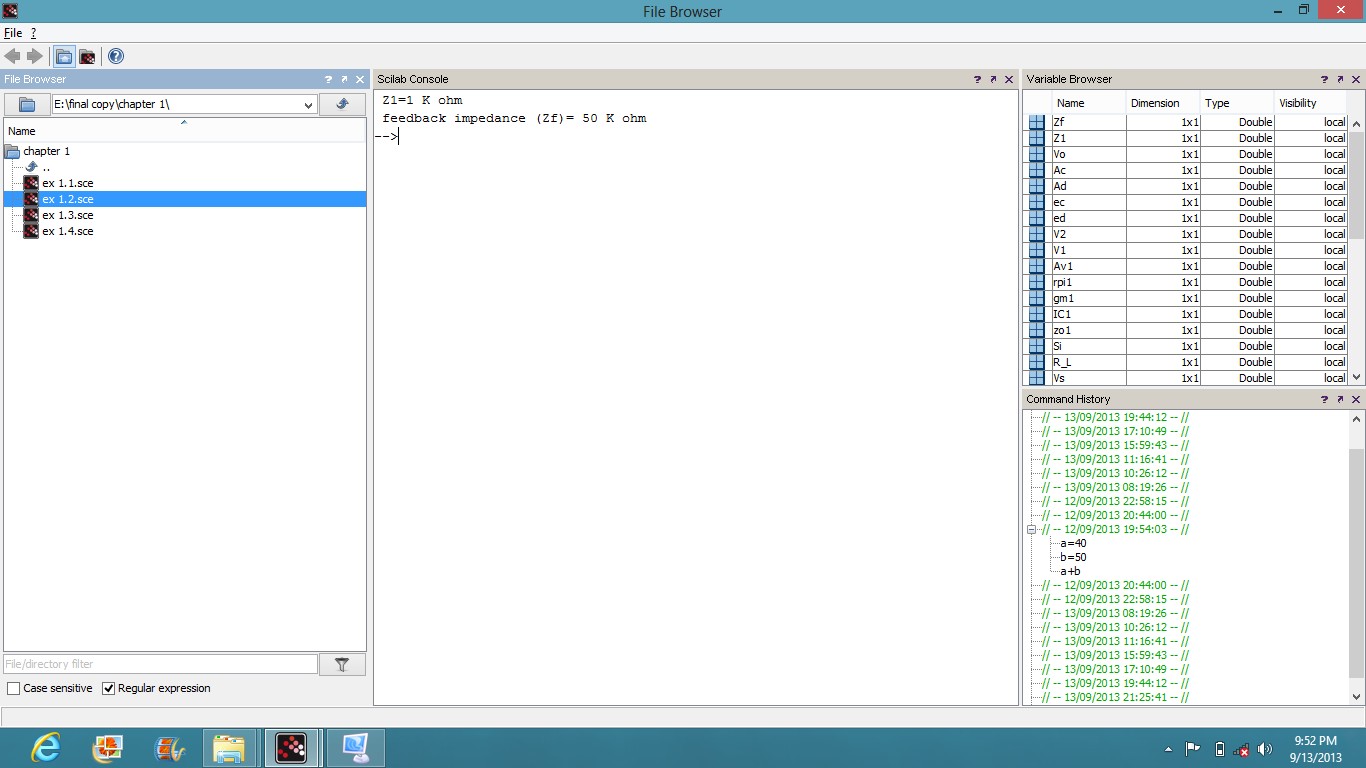 File Browser
File ?
File Browser
E:\final copy\chapter 1\
Name
chapter 1
..
ex 1.1.sce
ex 1.2.sce
ex 1.3.sce
ex 1.4.sce
File/directory filter
Case sensitive Regular expression
Scilab Console
Z1=1 K ohm
feedback impedance (Zf)= 50 K ohm
-->
Variable Browser
Name Dimension Type Visibility
Zf 1x1 Double local
Z1 1x1 Double local
Vo 1x1 Double local
Ac 1x1 Double local
Ad 1x1 Double local
ec 1x1 Double local
ed 1x1 Double local
V2 1x1 Double local
V1 1x1 Double local
Av1 1x1 Double local
rpi1 1x1 Double local
gm1 1x1 Double local
IC1 1x1 Double local
zo1 1x1 Double local
Si 1x1 Double local
R_L 1x1 Double local
Vs 1x1 Double local
Command History
// -- 13/09/2013 19:44:12 -- //
// -- 13/09/2013 17:10:49 -- //
// -- 13/09/2013 15:59:43 -- //
// -- 13/09/2013 11:16:41 -- //
// -- 13/09/2013 10:26:12 -- //
// -- 13/09/2013 08:19:26 -- //
// -- 12/09/2013 22:58:15 -- //
// -- 12/09/2013 20:44:00 -- //
// -- 12/09/2013 19:54:03 -- //
a=40
b=50
a+b
// -- 12/09/2013 20:44:00 -- //
// -- 12/09/2013 22:58:15 -- //
// -- 13/09/2013 08:19:26 -- //
// -- 13/09/2013 10:26:12 -- //
// -- 13/09/2013 11:16:41 -- //
// -- 13/09/2013 15:59:43 -- //
// -- 13/09/2013 17:10:49 -- //
// -- 13/09/2013 19:44:12 -- //
// -- 13/09/2013 21:25:41 -- //
9:52 PM
9/13/2013